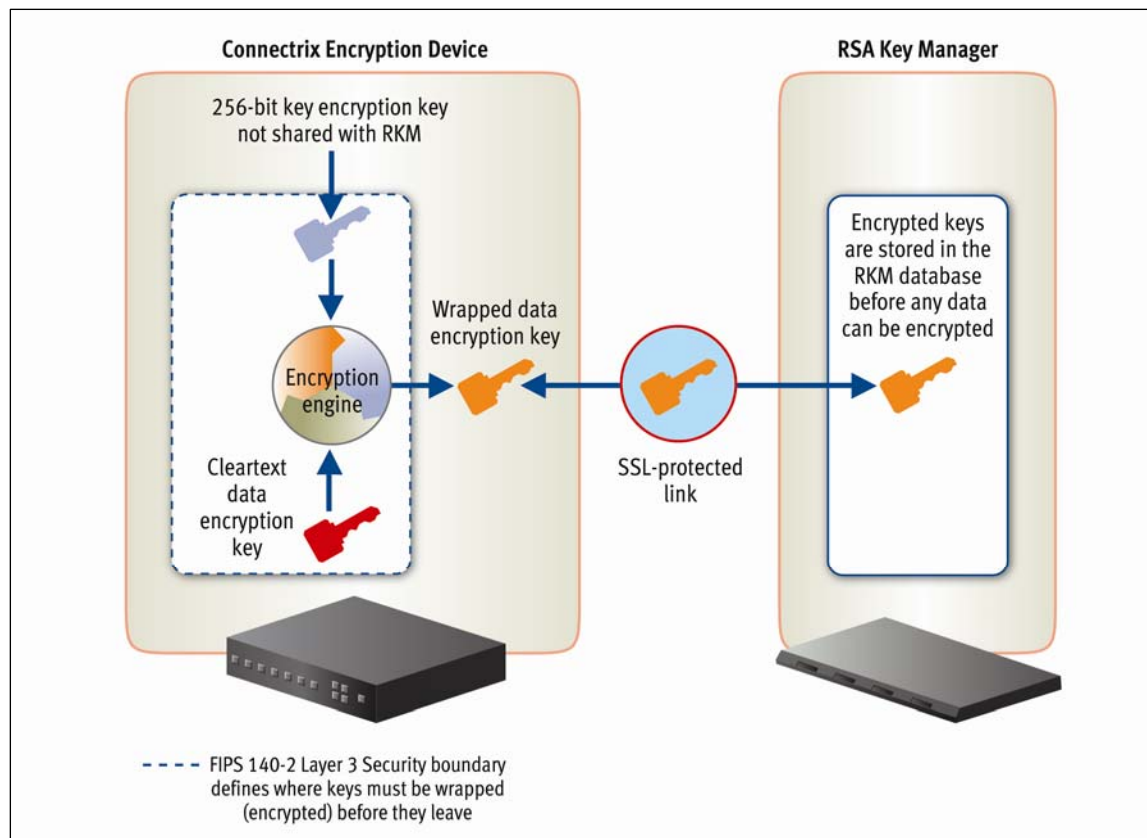 Connectrix Encryption Device
256-bit key encryption key
not shared with RKM
Encryption
engine
Cleartext
data
encryption
key
Wrapped data
encryption key
SSL-protected
link
RSA Key Manager
Encrypted keys
are stored in the
RKM database
before any data
can be encrypted
FIPS 140-2 Layer 3 Security boundary
defines where keys must be wrapped
(encrypted) before they leave